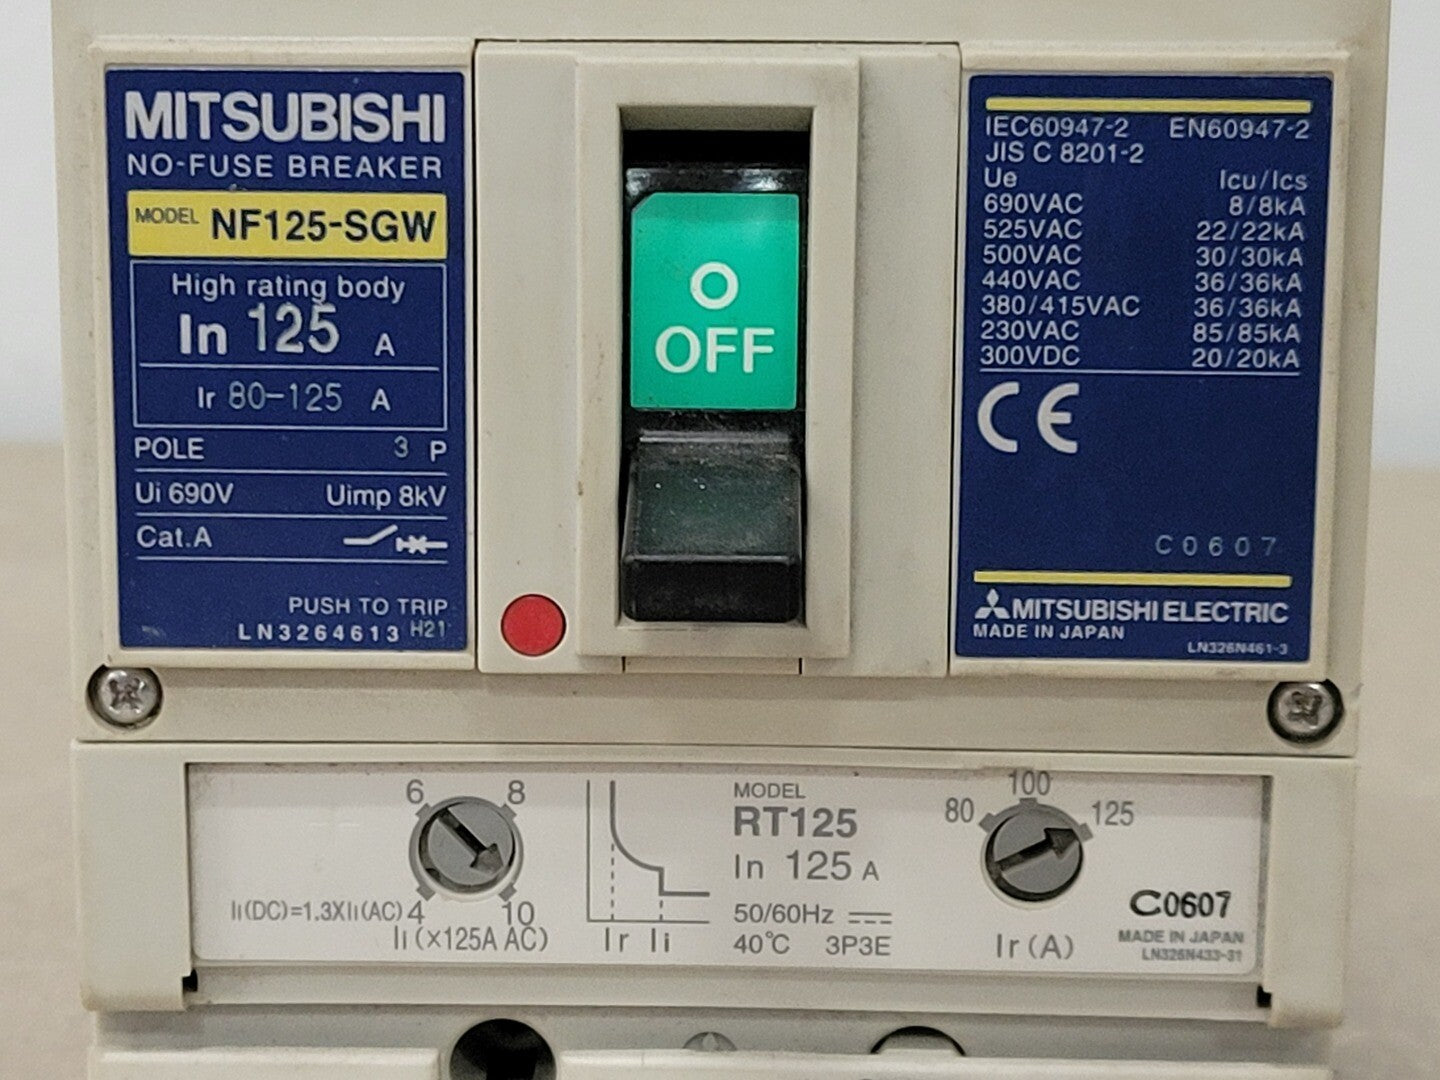 MITSUBISHI
NO-FUSE BREAKER
MODEL NF125-SGW
High rating body
In 125 A
Ir 80-125 A
POLE 3 P
Ui 690V Uimp 8kV
Cat.A
PUSH TO TRIP
LN3264613 H21
O
OFF
IEC60947-2 EN60947-2
JIS C 8201-2
Ue Icu/Ics
690VAC 8/8kA
525VAC 22/22kA
500VAC 30/30kA
440VAC 36/36kA
380/415VAC 36/36kA
230VAC 85/85kA
300VDC 20/20kA
CE
C0607
MITSUBISHI ELECTRIC
MADE IN JAPAN
LN326N461-3
6 8
4 10
Ii(DC)=1.3XIi(AC)
Ii(×125A AC)
Ir Ii
MODEL
RT125
In 125 A
50/60Hz
40℃ 3P3E
80 100 125
Ir(A)
C0607
MADE IN JAPAN
LN326N433-31